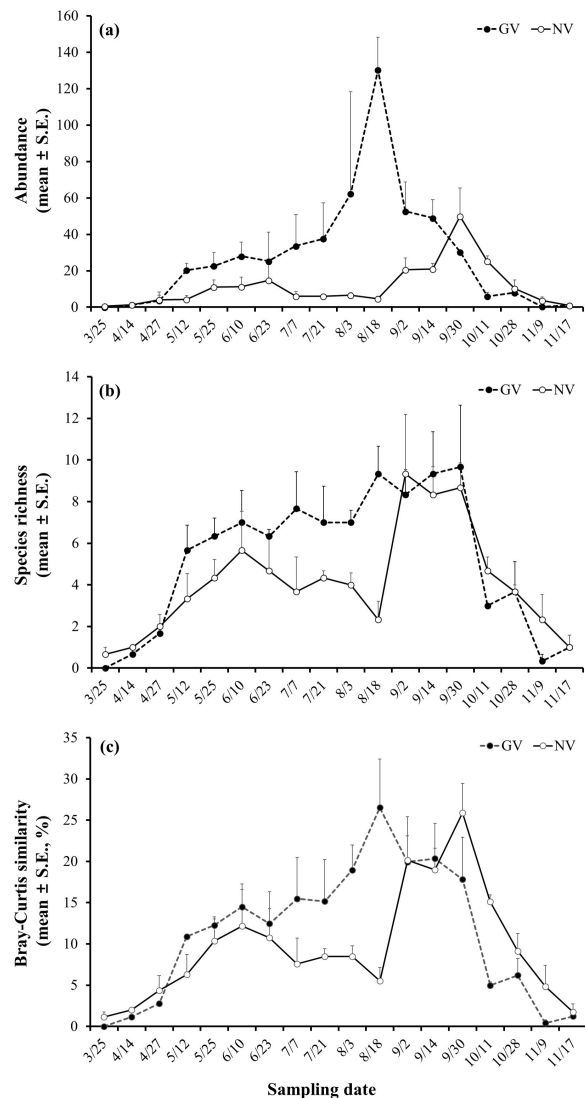 (a)
GV NV
160
140
120
100
80
60
40
20
0
Abundance
(mean ± S.E.)
3/25 4/14 4/27 5/12 5/25 6/10 6/23 7/7 7/21 8/3 8/18 9/2 9/14 9/30 10/11 10/28 11/9 11/17
(b)
GV NV
14
12
10
8
6
4
2
0
Species richness
(mean ± S.E.)
3/25 4/14 4/27 5/12 5/25 6/10 6/23 7/7 7/21 8/3 8/18 9/2 9/14 9/30 10/11 10/28 11/9 11/17
(c)
GV NV
35
30
25
20
15
10
5
0
Bray-Curtis similarity
(mean ± S.E., %)
3/25 4/14 4/27 5/12 5/25 6/10 6/23 7/7 7/21 8/3 8/18 9/2 9/14 9/30 10/11 10/28 11/9 11/17
Sampling date